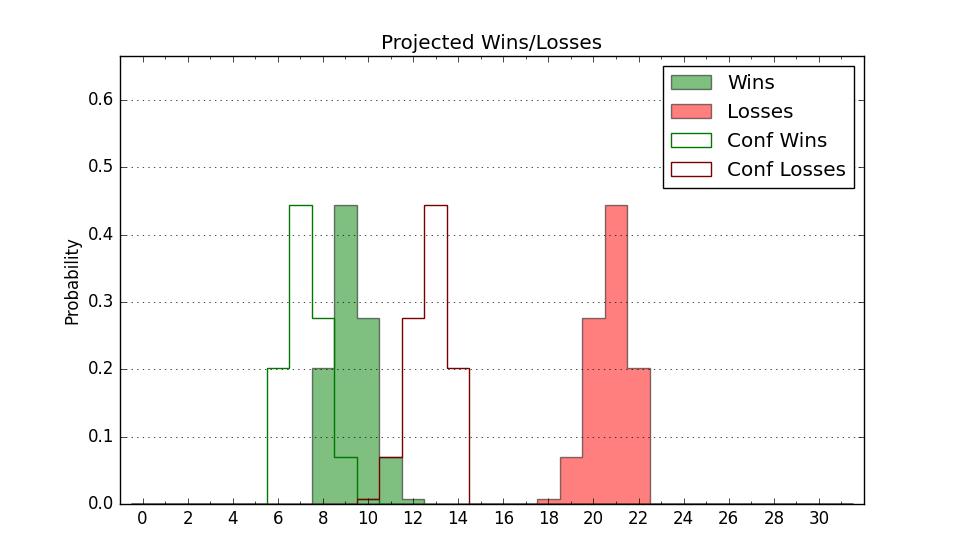 Projected Wins/Losses
Wins
Losses
Conf Wins
Conf Losses
Probability
0.6
0.5
0.4
0.3
0.2
0.1
0.0
0 2 4 6 8 10 12 14 16 18 20 22 24 26 28 30